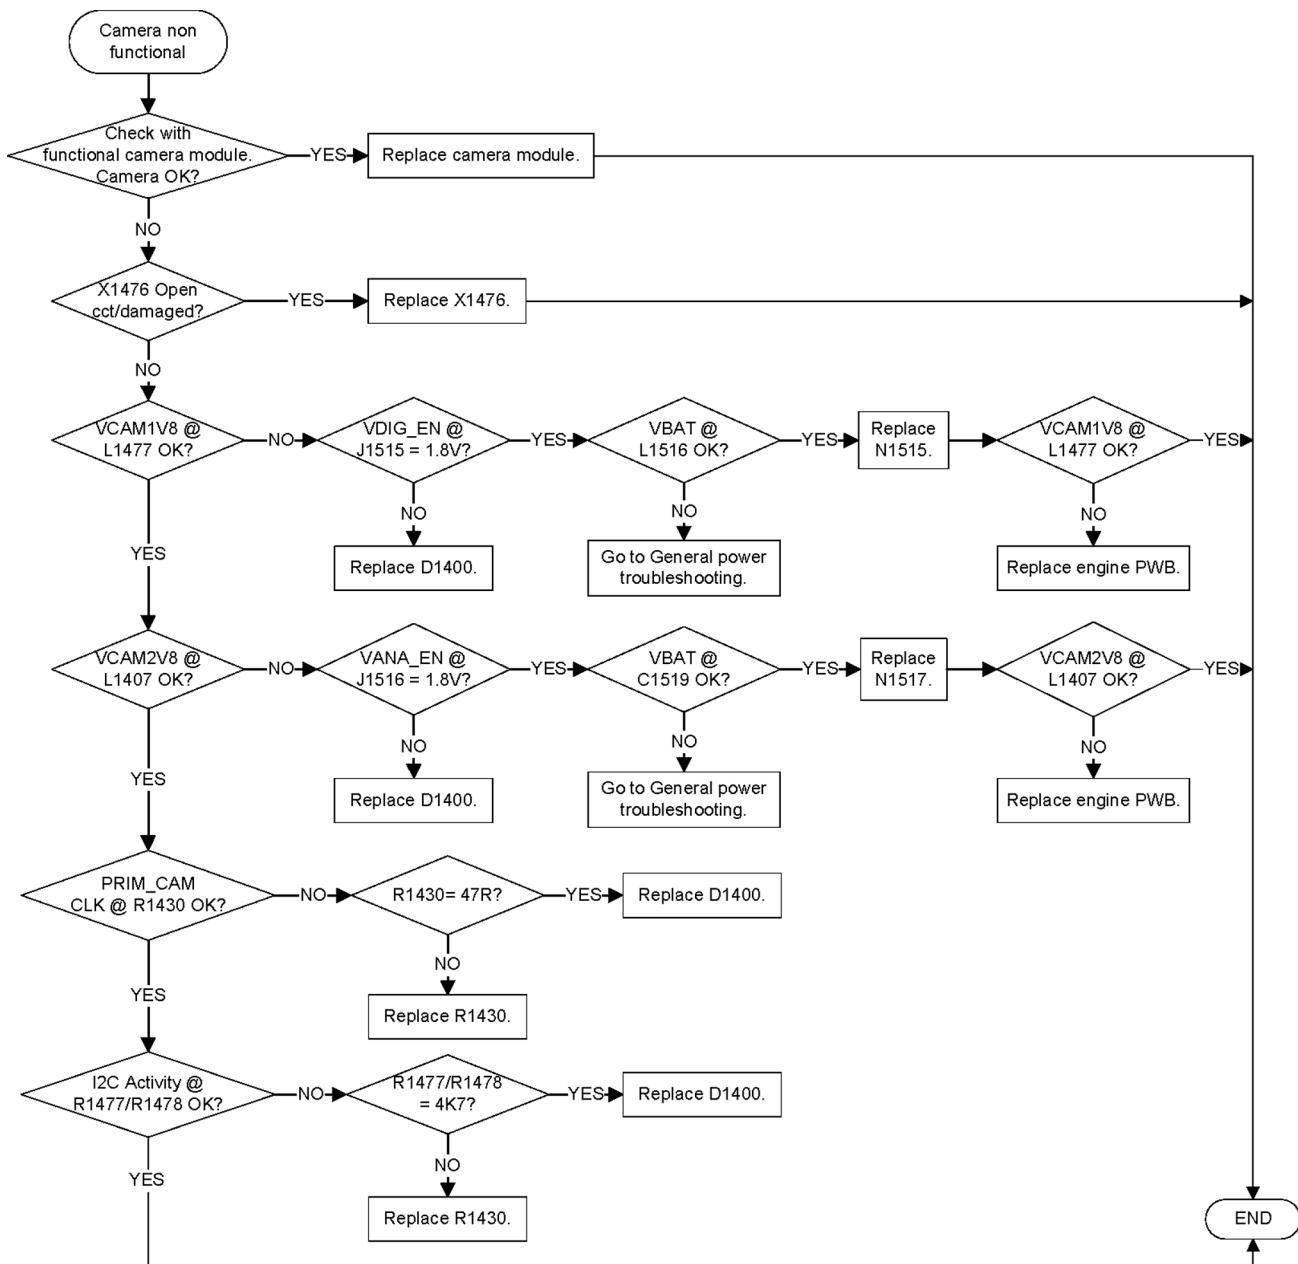 Camera non
functional
Check with
functional camera module.
Camera OK?
YES
Replace camera module.
NO
X1476 Open
cct/damaged?
YES
Replace X1476.
NO
VCAM1V8 @
L1477 OK?
NO
VDIG_EN @
J1515 = 1.8V?
YES
VBAT @
L1516 OK?
YES
Replace
N1515.
VCAM1V8 @
L1477 OK?
YES
NO
NO
NO
YES
Replace D1400.
Go to General power
troubleshooting.
Replace engine PWB.
VCAM2V8 @
L1407 OK?
NO
VANA_EN @
J1516 = 1.8V?
YES
VBAT @
C1519 OK?
YES
Replace
N1517.
VCAM2V8 @
L1407 OK?
YES
NO
NO
NO
YES
Replace D1400.
Go to General power
troubleshooting.
Replace engine PWB.
PRIM_CAM
CLK @ R1430 OK?
NO
R1430= 47R?
YES
Replace D1400.
NO
YES
Replace R1430.
I2C Activity @
R1477/R1478 OK?
NO
R1477/R1478
= 4K7?
YES
Replace D1400.
NO
YES
Replace R1430.
END